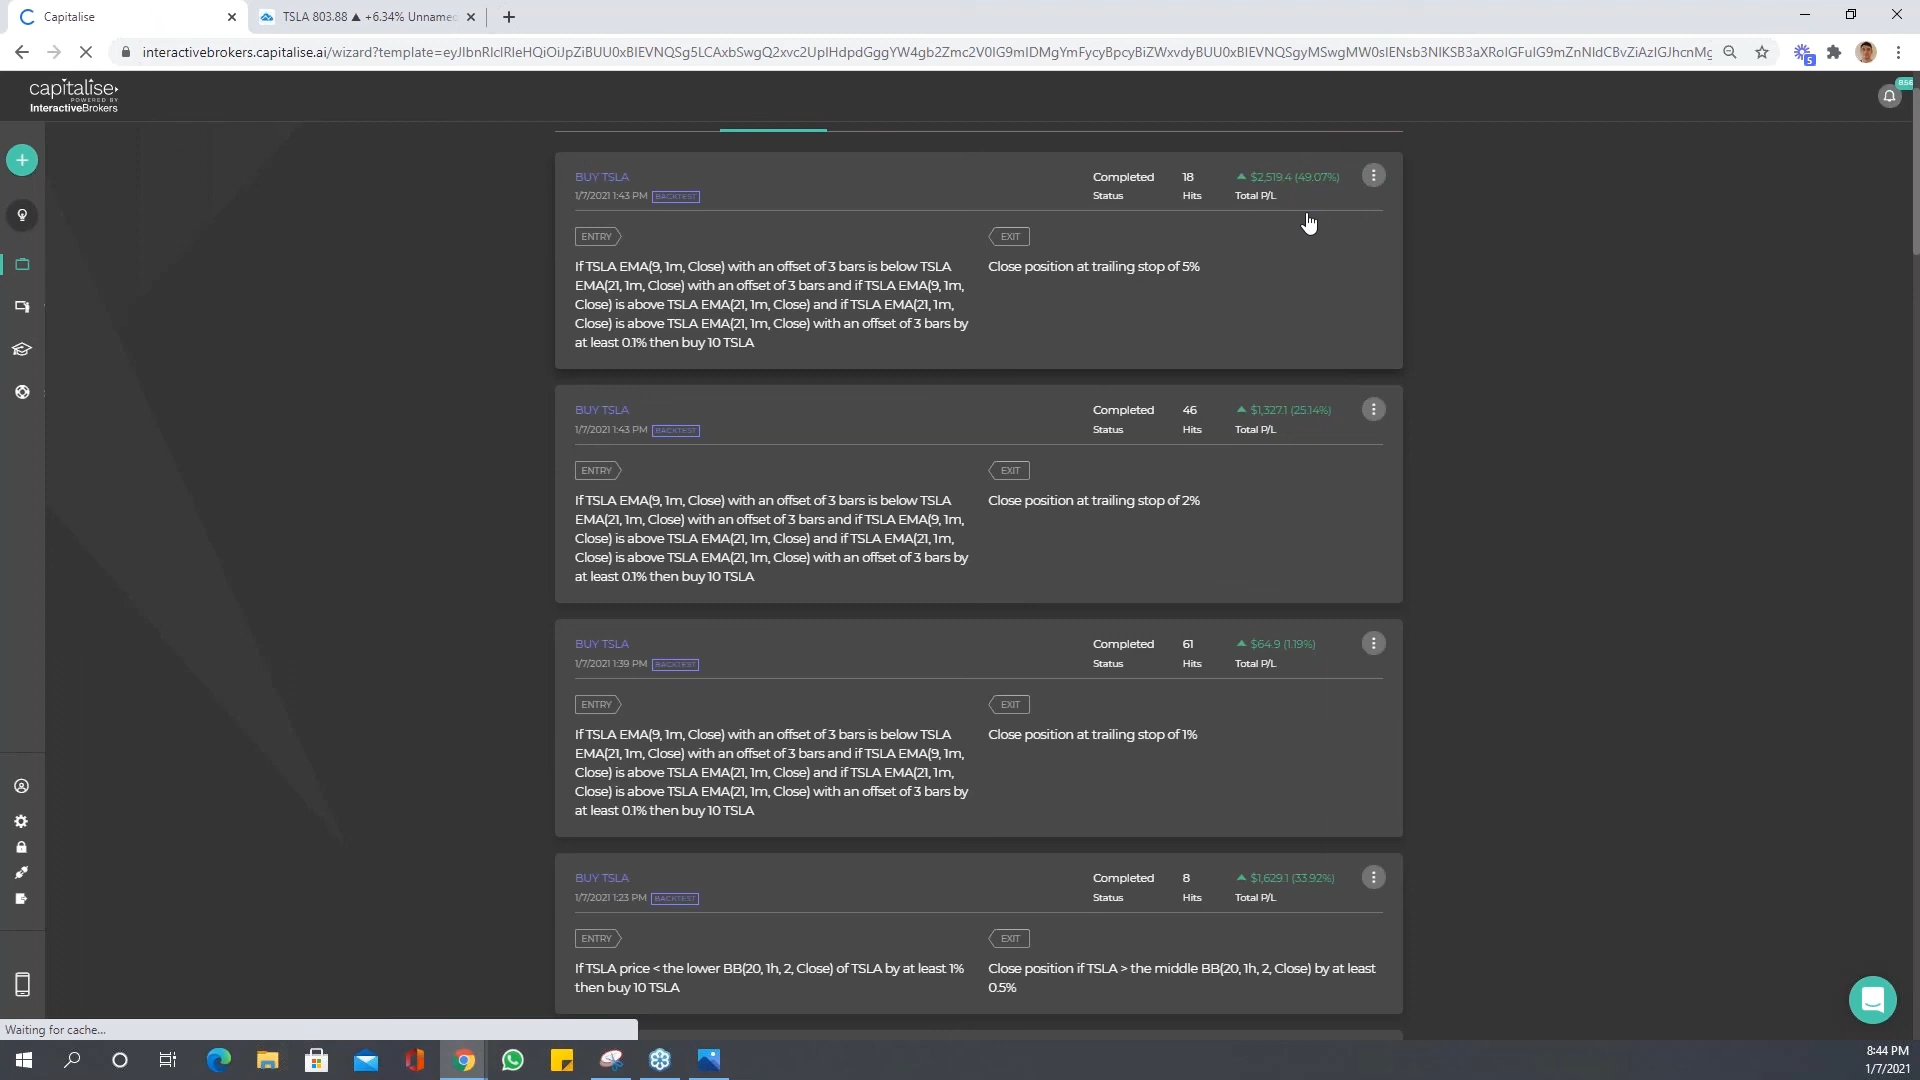 Capitalise
TSLA 803.88 ▲ +6.34% Unnamed
capitalise
POWERED BY
InteractiveBrokers
856
5
BUY TSLA
Completed 18 $2,519.4 (49.07%)
1/7/2021 1:43 PM BACKTEST
Status Hits Total P/L
ENTRY
EXIT
If TSLA EMA(9, 1m, Close) with an offset of 3 bars is below TSLA
EMA(21, 1m, Close) with an offset of 3 bars and if TSLA EMA(9, 1m,
Close) is above TSLA EMA(21, 1m, Close) and if TSLA EMA(21, 1m,
Close) is above TSLA EMA(21, 1m, Close) with an offset of 3 bars by
at least 0.1% then buy 10 TSLA
Close position at trailing stop of 5%
BUY TSLA
Completed 46 $1,327.1 (25.14%)
1/7/2021 1:43 PM BACKTEST
Status Hits Total P/L
ENTRY
EXIT
If TSLA EMA(9, 1m, Close) with an offset of 3 bars is below TSLA
EMA(21, 1m, Close) with an offset of 3 bars and if TSLA EMA(9, 1m,
Close) is above TSLA EMA(21, 1m, Close) and if TSLA EMA(21, 1m,
Close) is above TSLA EMA(21, 1m, Close) with an offset of 3 bars by
at least 0.1% then buy 10 TSLA
Close position at trailing stop of 2%
BUY TSLA
Completed 61 $64.9 (1.19%)
1/7/2021 1:39 PM BACKTEST
Status Hits Total P/L
ENTRY
EXIT
If TSLA EMA(9, 1m, Close) with an offset of 3 bars is below TSLA
EMA(21, 1m, Close) with an offset of 3 bars and if TSLA EMA(9, 1m,
Close) is above TSLA EMA(21, 1m, Close) and if TSLA EMA(21, 1m,
Close) is above TSLA EMA(21, 1m, Close) with an offset of 3 bars by
at least 0.1% then buy 10 TSLA
Close position at trailing stop of 1%
BUY TSLA
Completed 8 $1,629.1 (33.92%)
1/7/2021 1:23 PM BACKTEST
Status Hits Total P/L
ENTRY
EXIT
If TSLA price < the lower BB(20, 1h, 2, Close) of TSLA by at least 1%
then buy 10 TSLA
Close position if TSLA > the middle BB(20, 1h, 2, Close) by at least
0.5%
Waiting for cache...
8:44 PM
1/7/2021